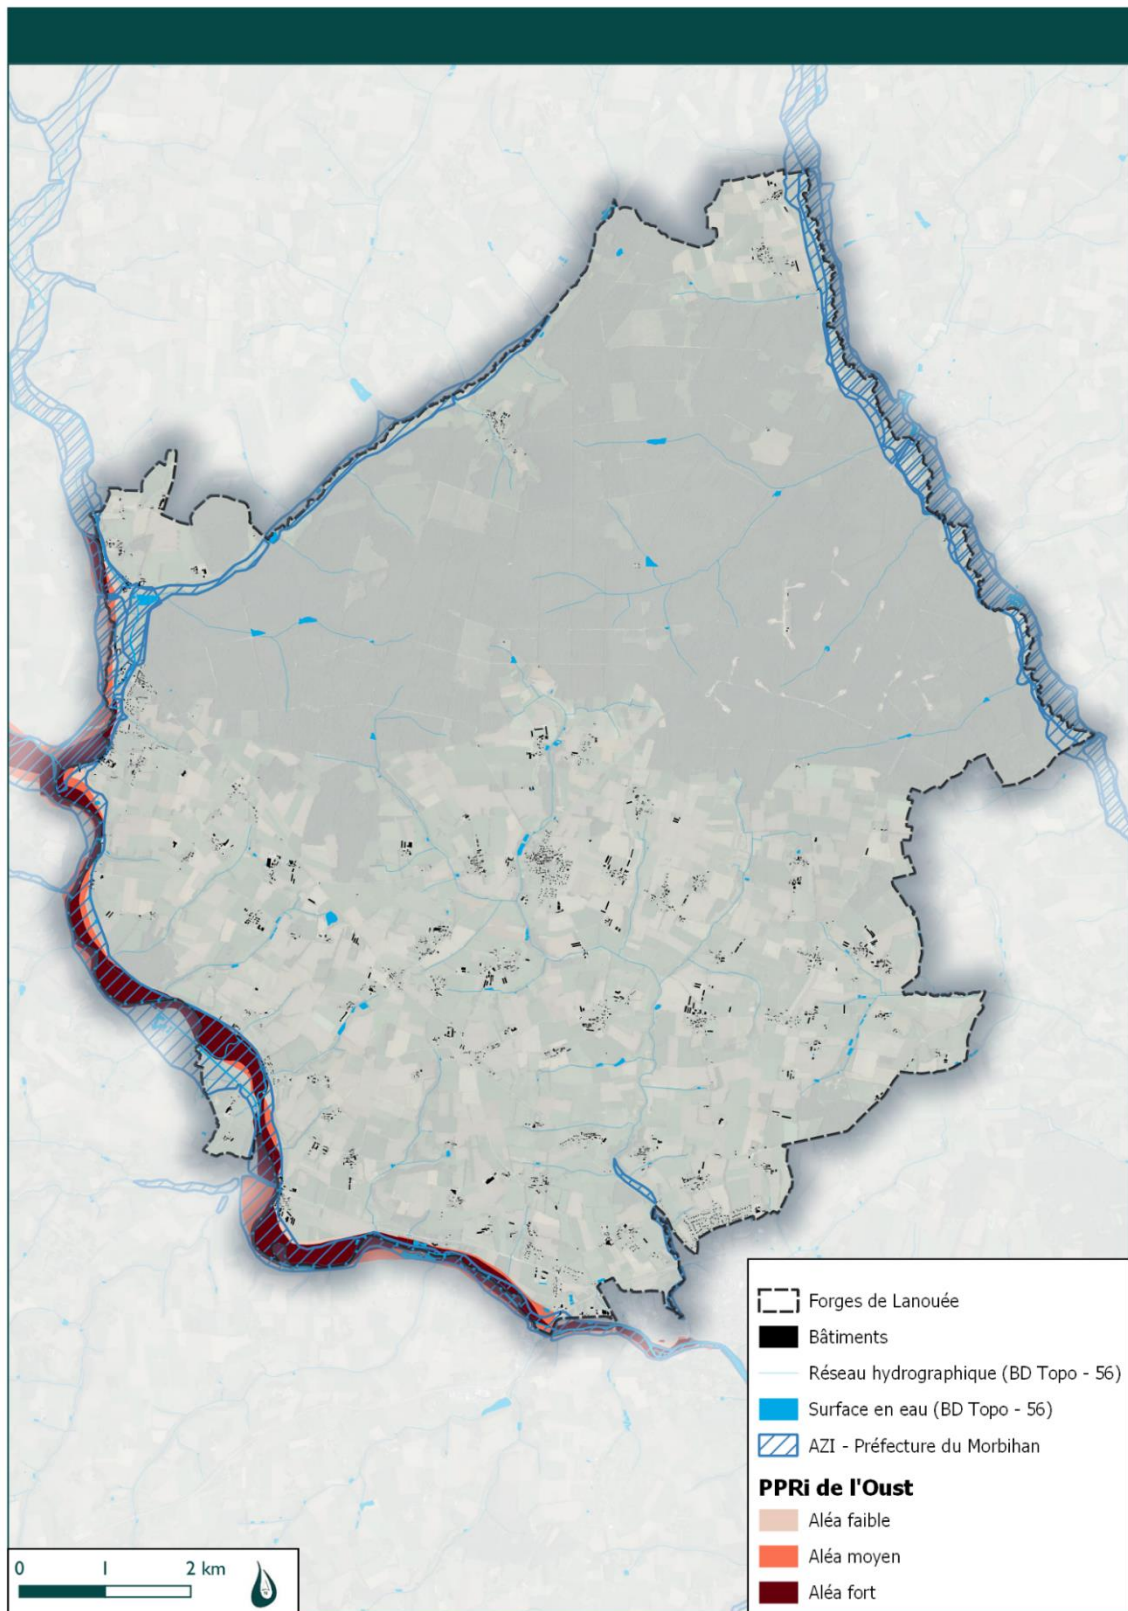 Forges de Lanouée
Bâtiments
Réseau hydrographique (BD Topo - 56)
Surface en eau (BD Topo - 56)
AZI - Préfecture du Morbihan
PPRi de l'Oust
Aléa faible
Aléa moyen
Aléa fort
0 1 2 km